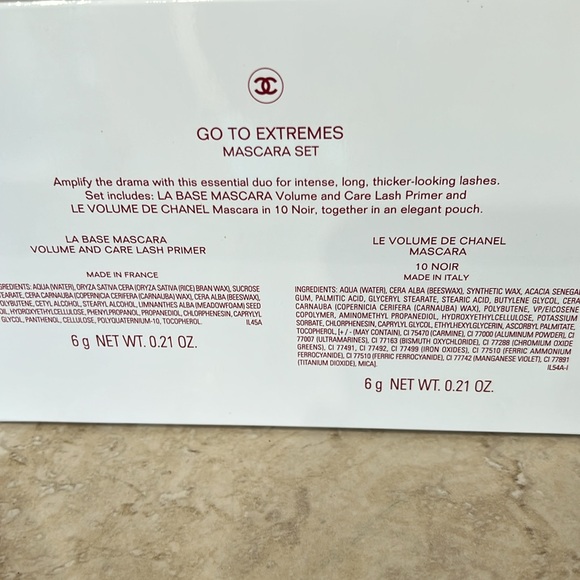 GO TO EXTREMES
MASCARA SET
Amplify the drama with this essential duo for intense, long, thicker-looking lashes.
Set includes: LA BASE MASCARA Volume and Care Lash Primer and
LE VOLUME DE CHANEL Mascara in 10 Noir, together in an elegant pouch.
LA BASE MASCARA
VOLUME AND CARE LASH PRIMER
MADE IN FRANCE
INGREDIENTS: AQUA (WATER), ORYZA SATIVA CERA (ORYZA SATIVA (RICE) BRAN WAX), SUCROSE
STEARATE, CERA CARNAUBA (COPERNICIA CERIFERA (CARNAUBA) WAX), CERA ALBA (BEESWAX),
POLYBUTENE, CETYL ALCOHOL, STEARYL ALCOHOL, LIMNANTHES ALBA (MEADOWFOAM) SEED
OIL, HYDROXYETHYLCELLULOSE, PHENYLPROPANOL, PROPANEDIOL, CHLORPHENESIN, CAPRYLYL
GLYCOL, PANTHENOL, CELLULOSE, POLYQUATERNIUM-10, TOCOPHEROL. IL45A
6 g NET WT. 0.21 OZ.
LE VOLUME DE CHANEL
MASCARA
10 NOIR
MADE IN ITALY
INGREDIENTS: AQUA (WATER), CERA ALBA (BEESWAX), SYNTHETIC WAX, ACACIA SENEGAL
GUM, PALMITIC ACID, GLYCERYL STEARATE, STEARIC ACID, BUTYLENE GLYCOL, CERA
CARNAUBA (COPERNICIA CERIFERA (CARNAUBA) WAX), POLYBUTENE, VP/EICOSENE
COPOLYMER, AMINOMETHYL PROPANEDIOL, HYDROXYETHYLCELLULOSE, POTASSIUM
SORBATE, CHLORPHENESIN, CAPRYLYL GLYCOL, ETHYLHEXYLGLYCERIN, ASCORBYL PALMITATE,
TOCOPHEROL, [+ / - (MAY CONTAIN), CI 75470 (CARMINE), CI 77000 (ALUMINUM POWDER), CI
77007 (ULTRAMARINES), CI 77163 (BISMUTH OXYCHLORIDE), CI 77288 (CHROMIUM OXIDE
GREENS), CI 77491, CI 77492, CI 77499 (IRON OXIDES), CI 77510 (FERRIC AMMONIUM
FERROCYANIDE), CI 77510 (FERRIC FERROCYANIDE), CI 77742 (MANGANESE VIOLET), CI 77891
(TITANIUM DIOXIDE), MICA]. IL54A-I
6 g NET WT. 0.21 OZ.